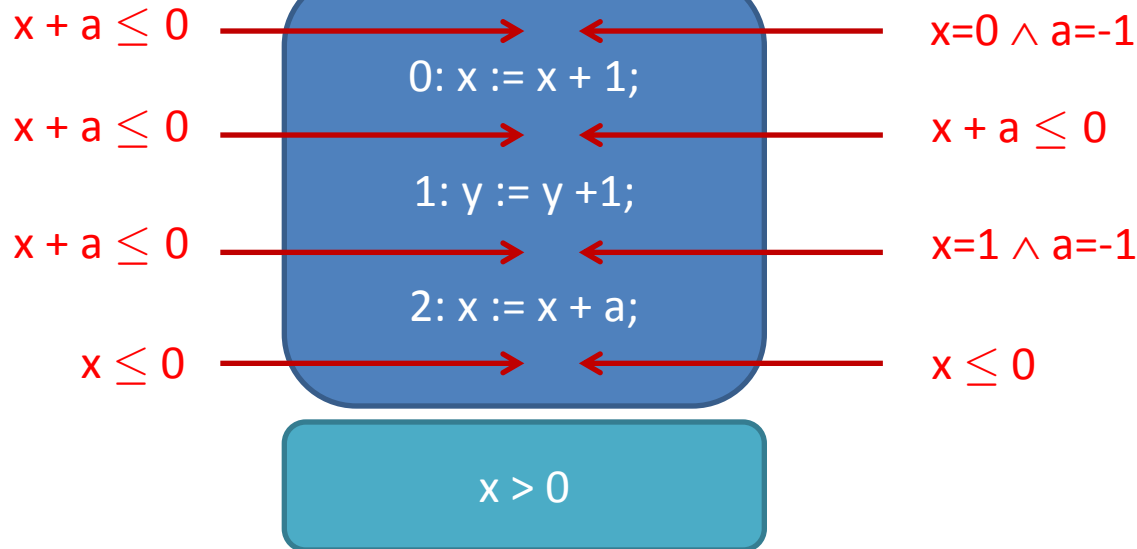 x + a ≤ 0
x=0 ∧ a=-1
0: x := x + 1;
x + a ≤ 0
x + a ≤ 0
1: y := y +1;
x + a ≤ 0
x=1 ∧ a=-1
2: x := x + a;
x ≤ 0
x ≤ 0
x > 0